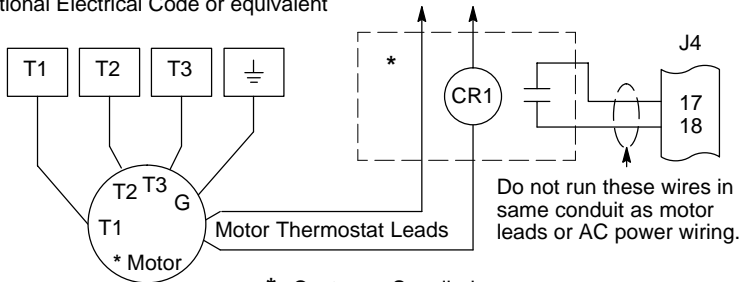 tional Electrical Code or equivalent
J4
T1 T2 T3
*
CR1
17
18
T2 T3
G
T1
* Motor
Motor Thermostat Leads
Do not run these wires in
same conduit as motor
leads or AC power wiring.
*